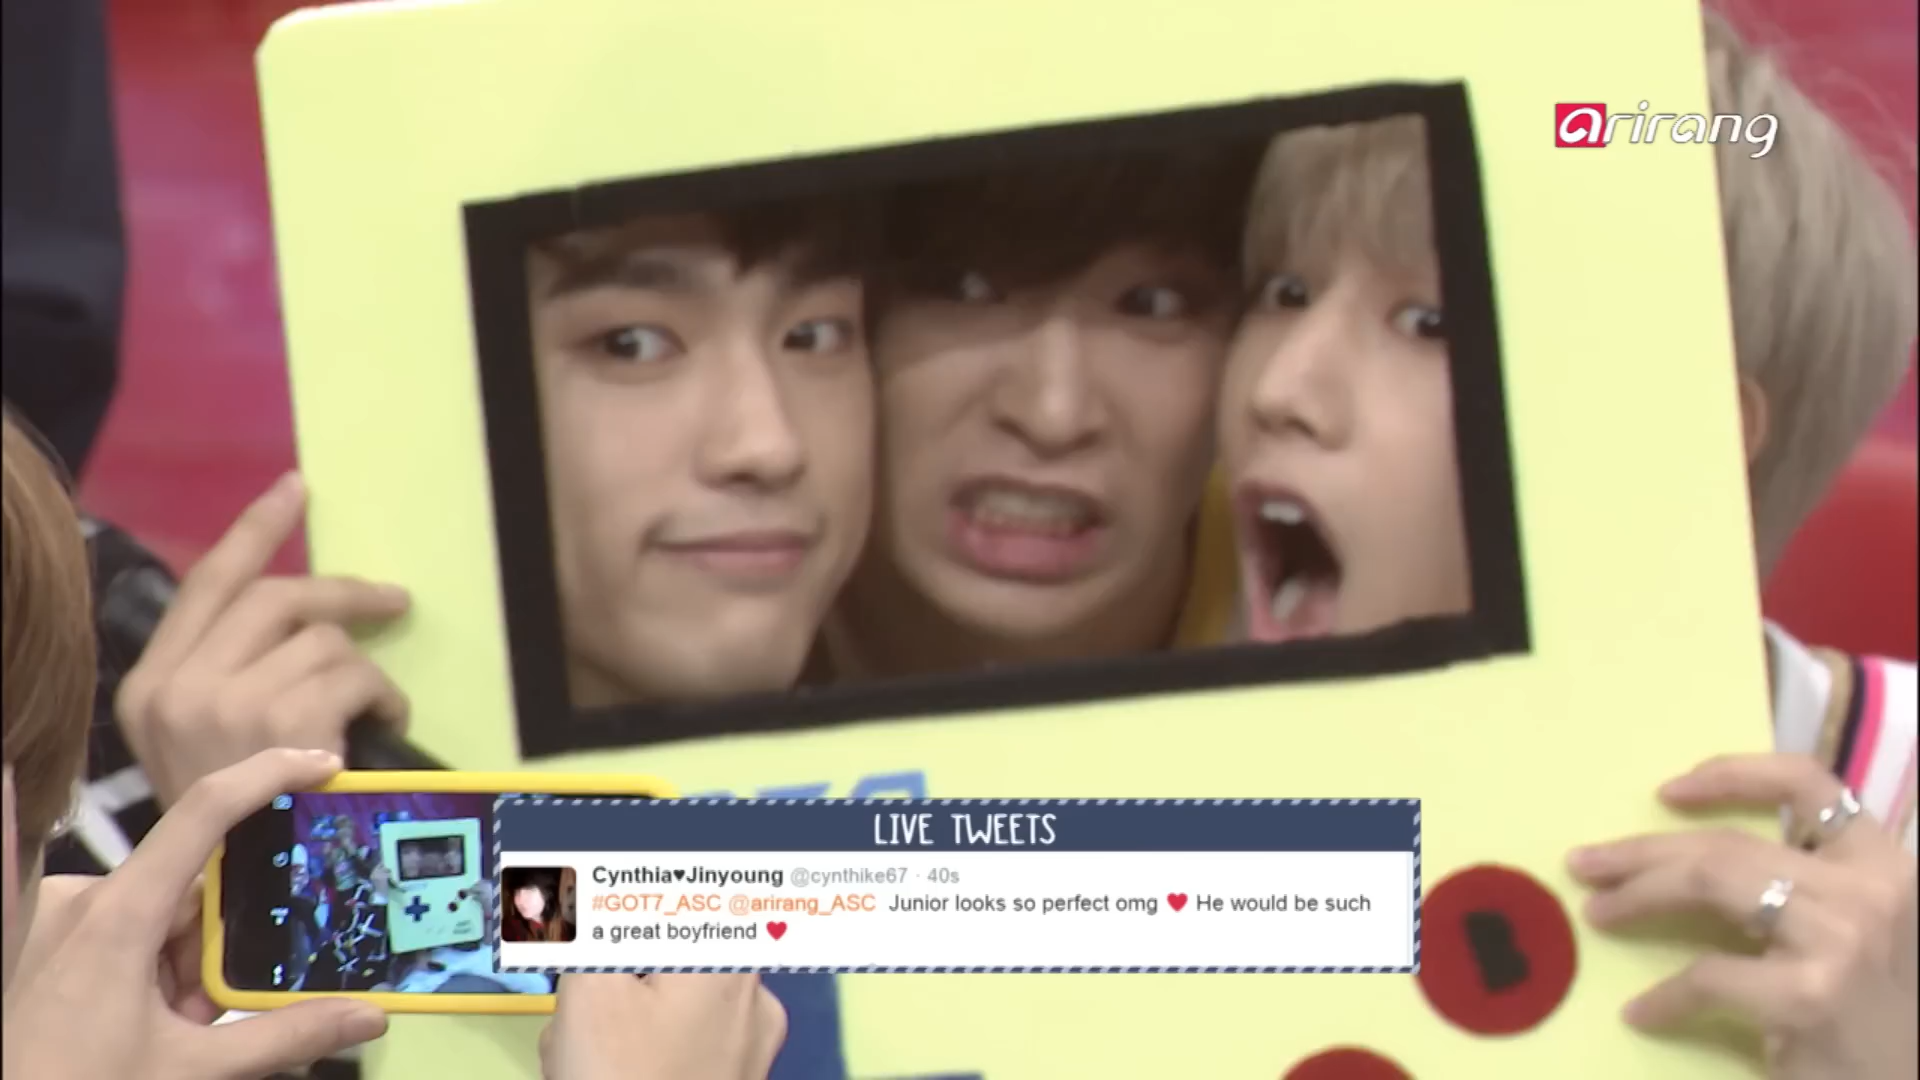 arirang
LIVE TWEETS
Cynthia♥Jinyoung @cynthike67 · 40s
#GOT7_ASC @arirang_ASC Junior looks so perfect omg ♥ He would be such
a great boyfriend ♥
B